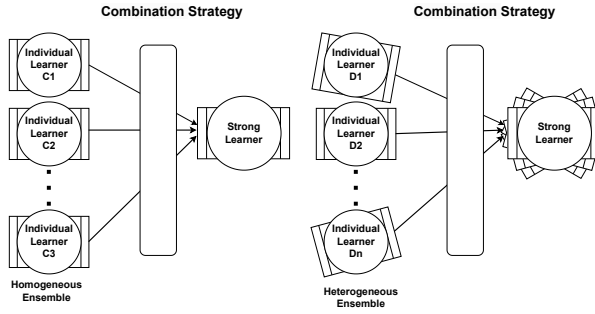 Combination Strategy
Individual
Learner
C1
Individual
Learner
C2
Individual
Learner
C3
Strong
Learner
Homogeneous
Ensemble
Combination Strategy
Individual
Learner
D1
Individual
Learner
D2
Individual
Learner
Dn
Strong
Learner
Heterogeneous
Ensemble